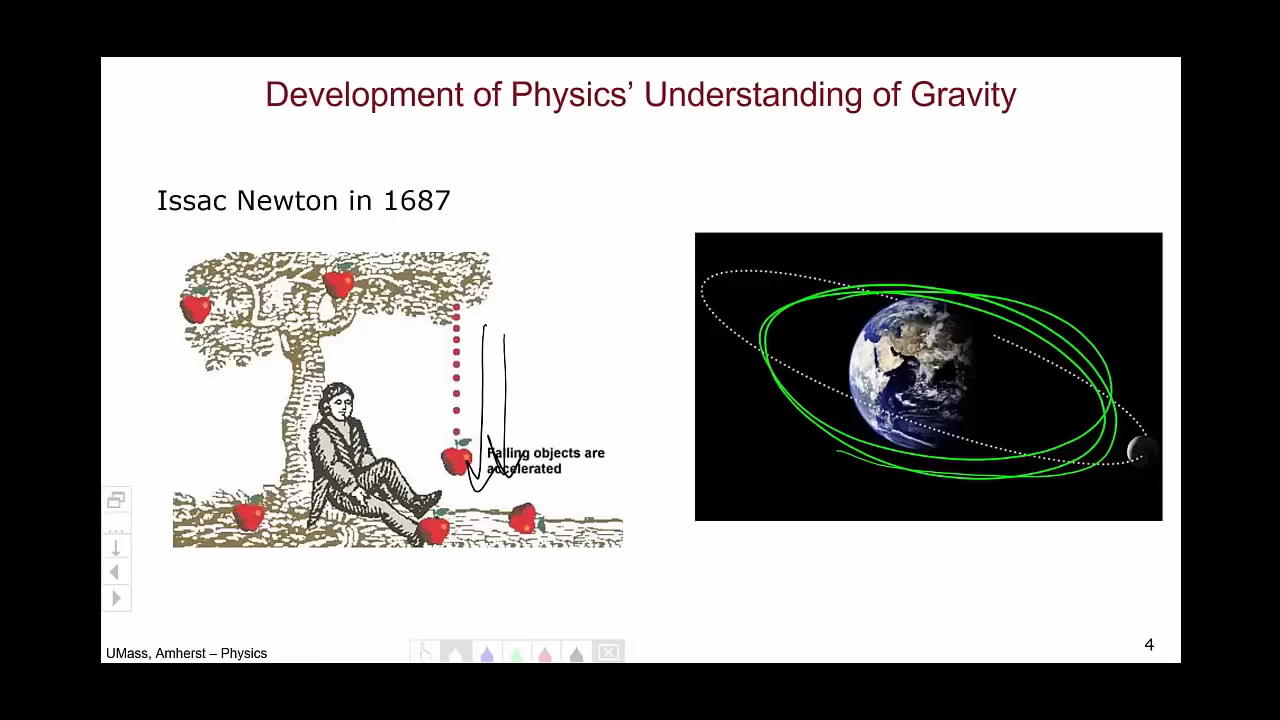 Development of Physics’ Understanding of Gravity
Issac Newton in 1687
Falling objects are
accelerated
UMass, Amherst – Physics
4